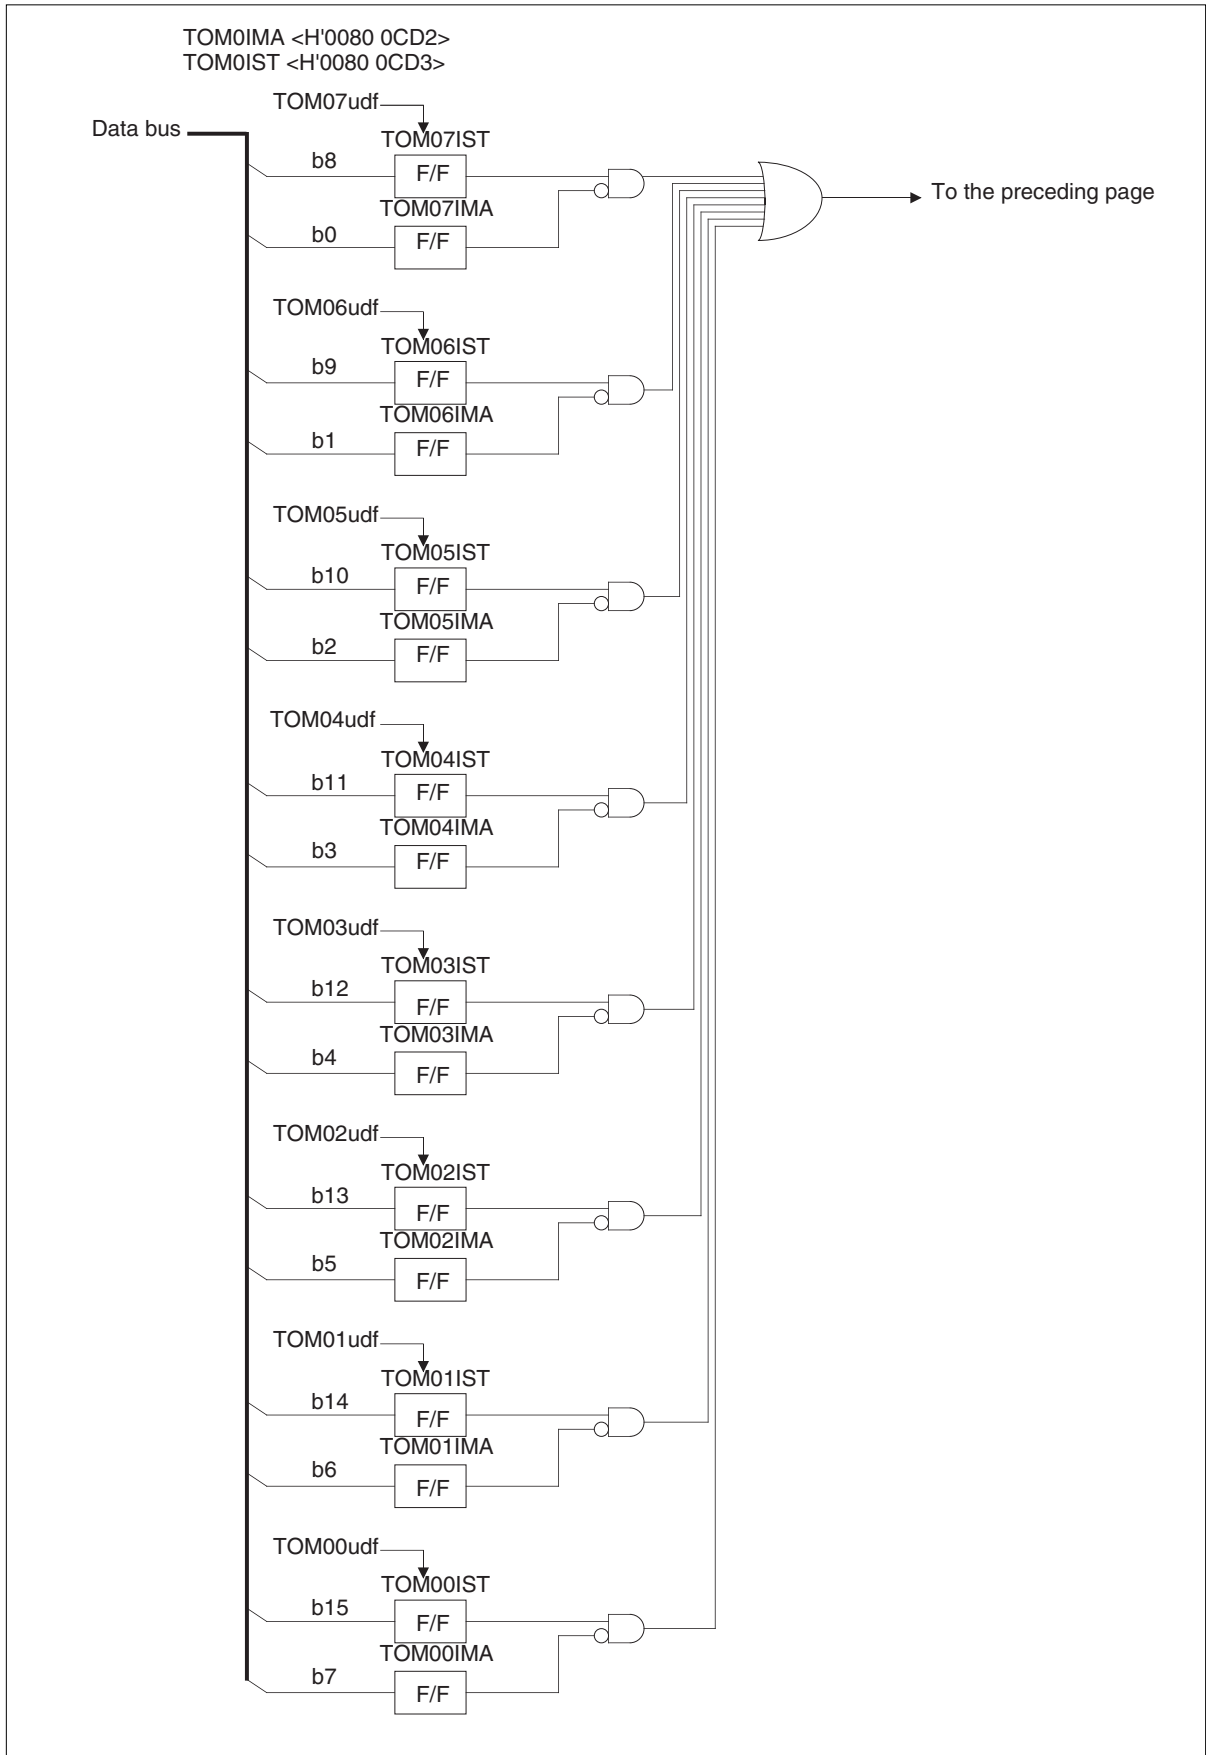 TOM0IMA <H'0080 0CD2>
TOM0IST <H'0080 0CD3>
TOM07udf
Data bus
TOM07IST
b8
F/F
To the preceding page
TOM07IMA
b0
F/F
TOM06udf
TOM06IST
b9
F/F
TOM06IMA
b1
F/F
TOM05udf
TOM05IST
b10
F/F
TOM05IMA
b2
F/F
TOM04udf
TOM04IST
b11
F/F
TOM04IMA
b3
F/F
TOM03udf
TOM03IST
b12
F/F
TOM03IMA
b4
F/F
TOM02udf
TOM02IST
b13
F/F
TOM02IMA
b5
F/F
TOM01udf
TOM01IST
b14
F/F
TOM01IMA
b6
F/F
TOM00udf
TOM00IST
b15
F/F
TOM00IMA
b7
F/F